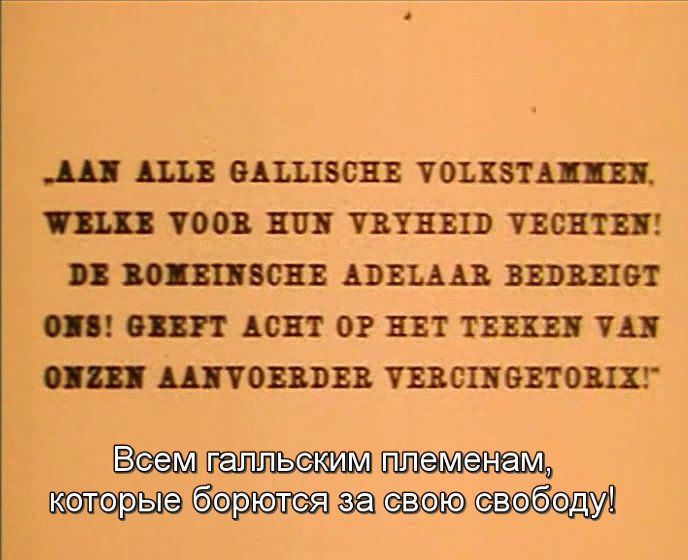 „AAN ALLE GALLISCHE VOLKSTAMMEN,
WELKE VOOR HUN VRYHEID VECHTEN!
DE ROMEINSCHE ADELAAR BEDREIGT
ONS! GEEFT ACHT OP HET TEEKEN VAN
ONZEN AANVOERDER VERCINGETORIX!"
Всем галльским племенам,
которые борются за свою свободу!